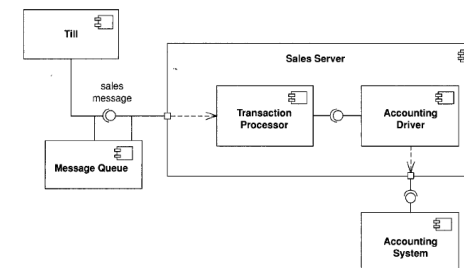 Till
Sales Server
sales
message
Transaction
Processor
Accounting
Driver
Message Queue
Accounting
System